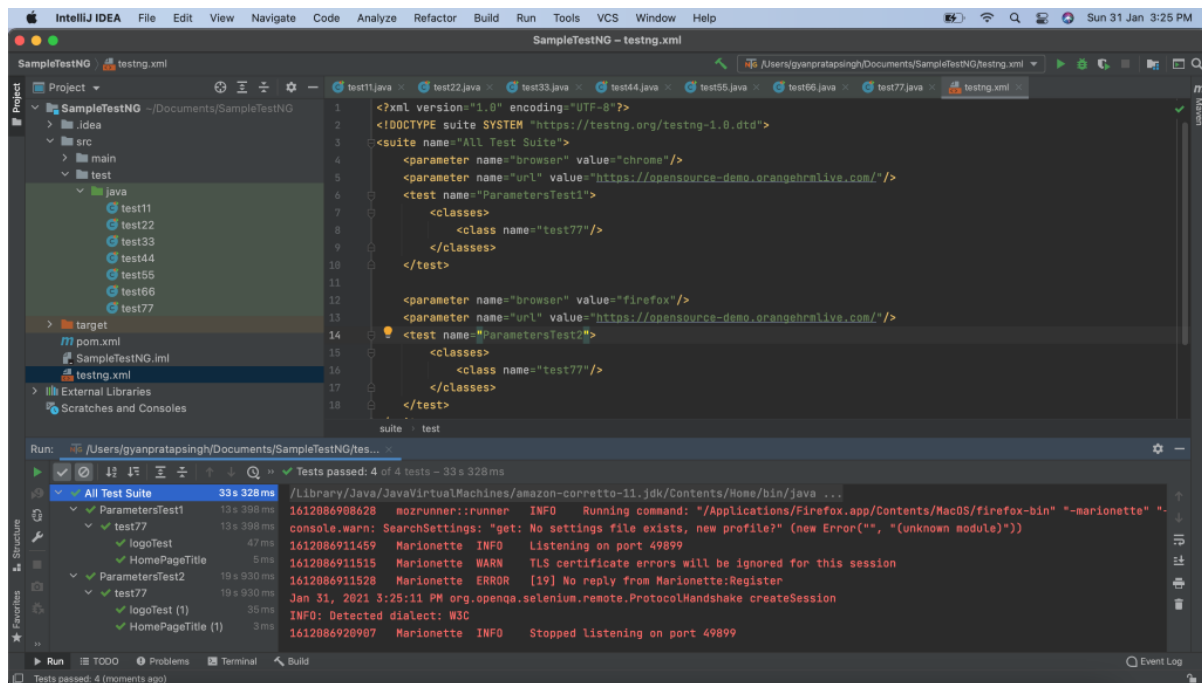 IntelliJ IDEA File Edit View Navigate Code Analyze Refactor Build Run Tools VCS Window Help Sun 31 Jan 3:25 PM
SampleTestNG – testng.xml
SampleTestNG testng.xml /Users/gyanpratapsingh/Documents/SampleTestNG/testng.xml
Project
test11.java test22.java test33.java test44.java test55.java test66.java test77.java testng.xml
Project
Maven
SampleTestNG ~/Documents/SampleTestNG
.idea
src
main
test
java
test11
test22
test33
test44
test55
test66
test77
target
pom.xml
SampleTestNG.iml
testng.xml
External Libraries
Scratches and Consoles
1 <?xml version="1.0" encoding="UTF-8"?>
2 <!DOCTYPE suite SYSTEM "https://testng.org/testng-1.0.dtd">
3 <suite name="All Test Suite">
4 <parameter name="browser" value="chrome"/>
5 <parameter name="url" value="https://opensource-demo.orangehrmlive.com/"/>
6 <test name="ParametersTest1">
7 <classes>
8 <class name="test77"/>
9 </classes>
10 </test>
11
12 <parameter name="browser" value="firefox"/>
13 <parameter name="url" value="https://opensource-demo.orangehrmlive.com/"/>
14 <test name="ParametersTest2">
15 <classes>
16 <class name="test77"/>
17 </classes>
18 </test>
suite test
Run: /Users/gyanpratapsingh/Documents/SampleTestNG/tes...
Tests passed: 4 of 4 tests – 33 s 328 ms
All Test Suite 33 s 328 ms
ParametersTest1 13 s 398 ms
test77 13 s 398 ms
logoTest 47 ms
HomePageTitle 5 ms
ParametersTest2 19 s 930 ms
test77 19 s 930 ms
logoTest (1) 35 ms
HomePageTitle (1) 3 ms
/Library/Java/JavaVirtualMachines/amazon-corretto-11.jdk/Contents/Home/bin/java ...
1612086908628 mozrunner::runner INFO Running command: "/Applications/Firefox.app/Contents/MacOS/firefox-bin" "-marionette" "-
console.warn: SearchSettings: "get: No settings file exists, new profile?" (new Error("", "(unknown module)"))
1612086911459 Marionette INFO Listening on port 49899
1612086911515 Marionette WARN TLS certificate errors will be ignored for this session
1612086911528 Marionette ERROR [19] No reply from Marionette:Register
Jan 31, 2021 3:25:11 PM org.openqa.selenium.remote.ProtocolHandshake createSession
INFO: Detected dialect: W3C
1612086920907 Marionette INFO Stopped listening on port 49899
Structure
Favorites
Run TODO Problems Terminal Build Event Log
Tests passed: 4 (moments ago)